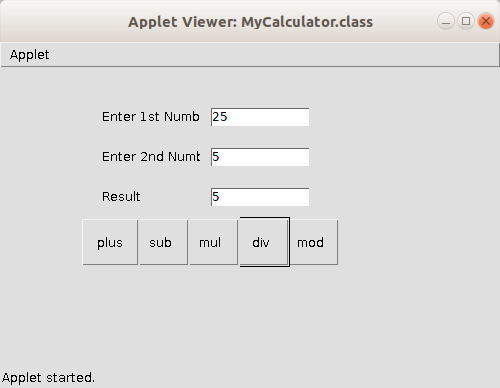 Applet Viewer: MyCalculator.class
Applet
Enter 1st Numb 25
Enter 2nd Numb 5
Result 5
plus sub mul div mod
Applet started.